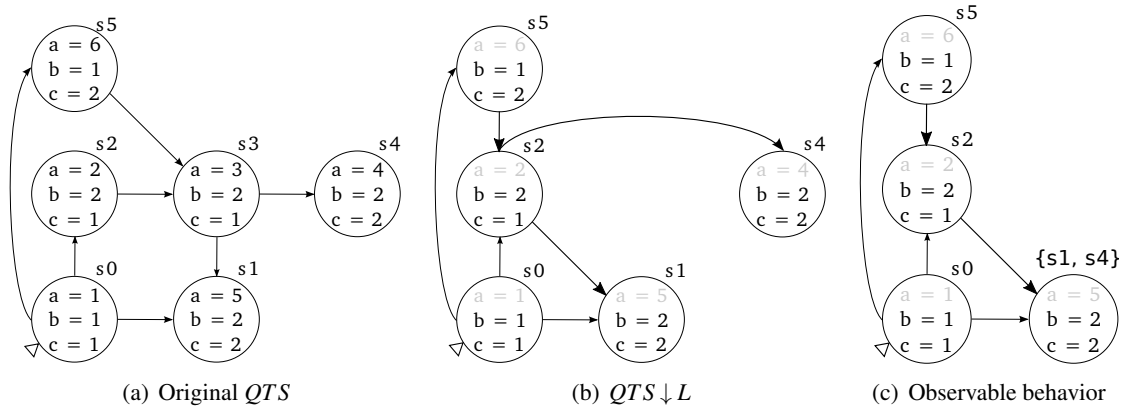 s5
a = 6
b = 1
c = 2
s2
a = 2
b = 2
c = 1
s3
a = 3
b = 2
c = 1
s4
a = 4
b = 2
c = 2
s0
a = 1
b = 1
c = 1
s1
a = 5
b = 2
c = 2
(a) Original QTS
s5
a = 6
b = 1
c = 2
s2
a = 2
b = 2
c = 1
s4
a = 4
b = 2
c = 2
s0
a = 1
b = 1
c = 1
s1
a = 5
b = 2
c = 2
(b) QTS ↓ L
s5
a = 6
b = 1
c = 2
s2
a = 2
b = 2
c = 1
s0
a = 1
b = 1
c = 1
{s1, s4}
a = 5
b = 2
c = 2
(c) Observable behavior